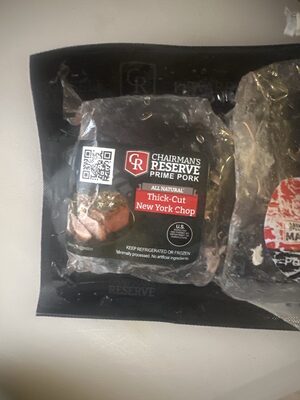 CR
CHAIRMAN'S
RESERVE
PRIME PORK
ALL NATURAL
Thick-Cut
New York Chop
U.S.
KEEP REFRIGERATED OR FROZEN
Minimally processed. No artificial ingredients
RESERVE